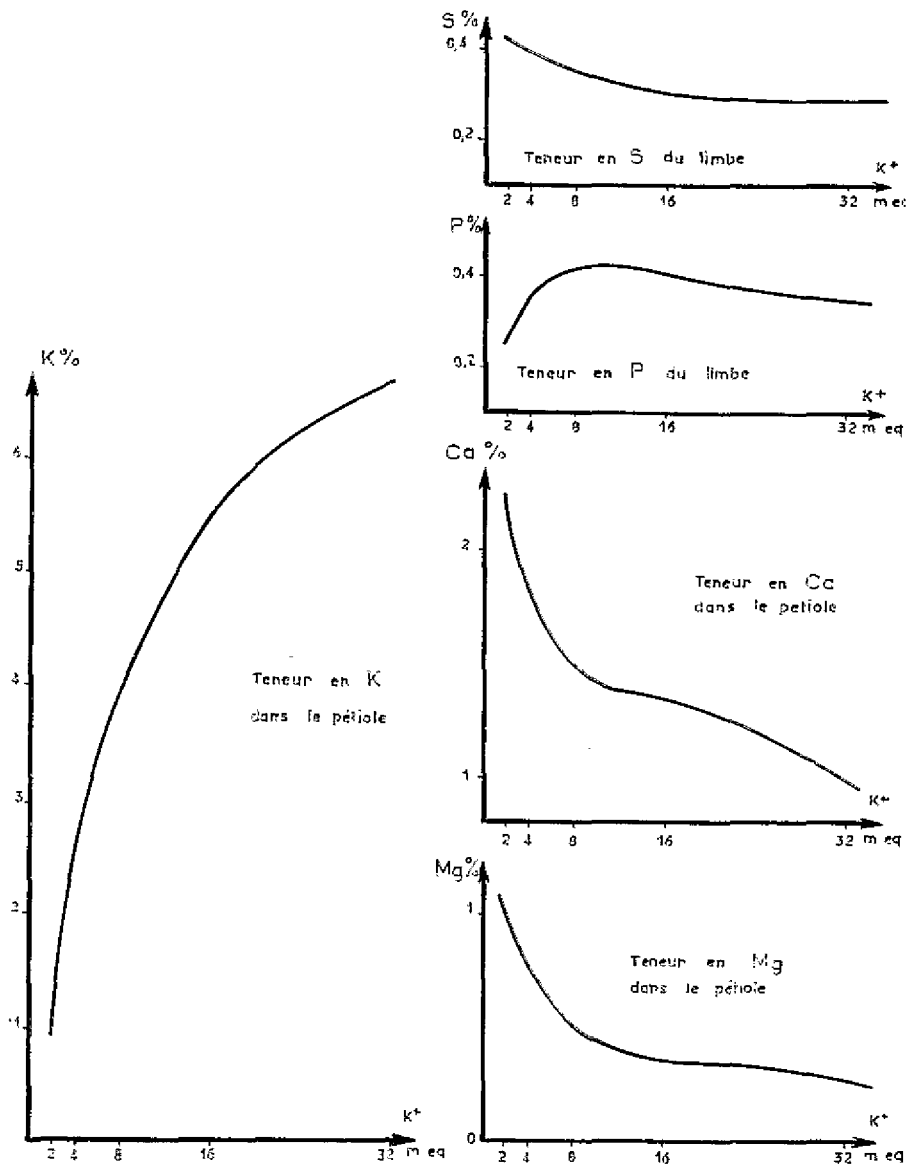 S %
0,4
0,2
Teneur en S du limbe
K+
2 4 8 16 32 m eq
P%
0,4
0,2
Teneur en P du limbe
K+
2 4 8 16 32 m eq
K%
6
5
4
3
2
1
Teneur en K
dans le pétiole
K+
2 4 8 16 32 m eq
Ca %
2
1
Teneur en Ca
dans le petiole
K+
2 4 8 16 32 m eq
Mg%
1
0
Teneur en Mg
dans le pétiole
K+
2 4 8 16 32 m eq